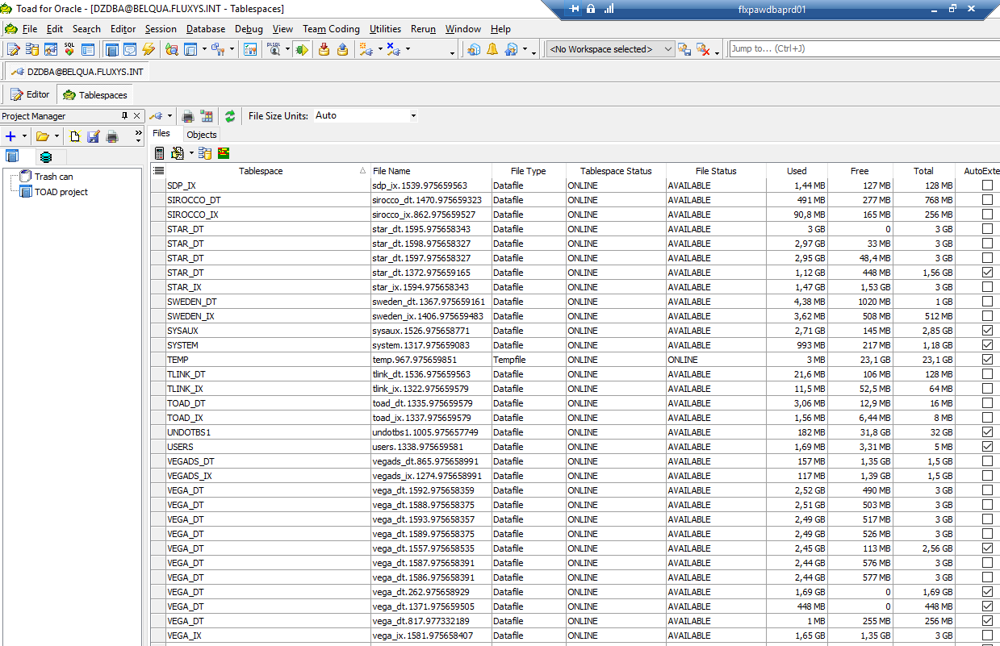 Toad for Oracle - [DZDBA@BELQUA.FLUXYS.INT - Tablespaces]
flxpawdbaprd01
File Edit Search Editor Session Database Debug View Team Coding Utilities Rerun Window Help
SQL
PLSQL
<No Workspace selected>
Jump to... (Ctrl+J)
DZDBA@BELQUA.FLUXYS.INT
Editor Tablespaces
Project Manager
File Size Units: Auto
Files Objects
Trash can
TOAD project
Tablespace File Name File Type Tablespace Status File Status Used Free Total AutoExte
SDP_IX sdp_ix.1539.975659563 Datafile ONLINE AVAILABLE 1,44 MB 127 MB 128 MB
SIROCCO_DT sirocco_dt.1470.975659323 Datafile ONLINE AVAILABLE 491 MB 277 MB 768 MB
SIROCCO_IX sirocco_ix.862.975659527 Datafile ONLINE AVAILABLE 90,8 MB 165 MB 256 MB
STAR_DT star_dt.1595.975658343 Datafile ONLINE AVAILABLE 3 GB 0 3 GB
STAR_DT star_dt.1598.975658327 Datafile ONLINE AVAILABLE 2,97 GB 33 MB 3 GB
STAR_DT star_dt.1597.975658327 Datafile ONLINE AVAILABLE 2,95 GB 48,4 MB 3 GB
STAR_DT star_dt.1372.975659165 Datafile ONLINE AVAILABLE 1,12 GB 448 MB 1,56 GB
STAR_IX star_ix.1594.975658343 Datafile ONLINE AVAILABLE 1,47 GB 1,53 GB 3 GB
SWEDEN_DT sweden_dt.1367.975659161 Datafile ONLINE AVAILABLE 4,38 MB 1020 MB 1 GB
SWEDEN_IX sweden_ix.1406.975659483 Datafile ONLINE AVAILABLE 3,62 MB 508 MB 512 MB
SYSAUX sysaux.1526.975658771 Datafile ONLINE AVAILABLE 2,71 GB 145 MB 2,85 GB
SYSTEM system.1317.975659083 Datafile ONLINE AVAILABLE 993 MB 217 MB 1,18 GB
TEMP temp.967.975659851 Tempfile ONLINE ONLINE 3 MB 23,1 GB 23,1 GB
TLINK_DT tlink_dt.1536.975659563 Datafile ONLINE AVAILABLE 21,6 MB 106 MB 128 MB
TLINK_IX tlink_ix.1322.975659579 Datafile ONLINE AVAILABLE 11,5 MB 52,5 MB 64 MB
TOAD_DT toad_dt.1335.975659579 Datafile ONLINE AVAILABLE 3,06 MB 12,9 MB 16 MB
TOAD_IX toad_ix.1337.975659579 Datafile ONLINE AVAILABLE 1,56 MB 6,44 MB 8 MB
UNDOTBS1 undotbs1.1005.975657749 Datafile ONLINE AVAILABLE 182 MB 31,8 GB 32 GB
USERS users.1338.975659581 Datafile ONLINE AVAILABLE 1,69 MB 3,31 MB 5 MB
VEGADS_DT vegads_dt.865.975658991 Datafile ONLINE AVAILABLE 157 MB 1,35 GB 1,5 GB
VEGADS_IX vegads_ix.1274.975658991 Datafile ONLINE AVAILABLE 117 MB 1,39 GB 1,5 GB
VEGA_DT vega_dt.1592.975658359 Datafile ONLINE AVAILABLE 2,52 GB 490 MB 3 GB
VEGA_DT vega_dt.1588.975658375 Datafile ONLINE AVAILABLE 2,51 GB 503 MB 3 GB
VEGA_DT vega_dt.1593.975658357 Datafile ONLINE AVAILABLE 2,49 GB 517 MB 3 GB
VEGA_DT vega_dt.1589.975658375 Datafile ONLINE AVAILABLE 2,49 GB 526 MB 3 GB
VEGA_DT vega_dt.1557.975658535 Datafile ONLINE AVAILABLE 2,45 GB 113 MB 2,56 GB
VEGA_DT vega_dt.1587.975658391 Datafile ONLINE AVAILABLE 2,44 GB 576 MB 3 GB
VEGA_DT vega_dt.1586.975658391 Datafile ONLINE AVAILABLE 2,44 GB 577 MB 3 GB
VEGA_DT vega_dt.262.975658929 Datafile ONLINE AVAILABLE 1,69 GB 0 1,69 GB
VEGA_DT vega_dt.1371.975659505 Datafile ONLINE AVAILABLE 448 MB 0 448 MB
VEGA_DT vega_dt.817.977332189 Datafile ONLINE AVAILABLE 1 MB 255 MB 256 MB
VEGA_IX vega_ix.1581.975658407 Datafile ONLINE AVAILABLE 1,65 GB 1,35 GB 3 GB